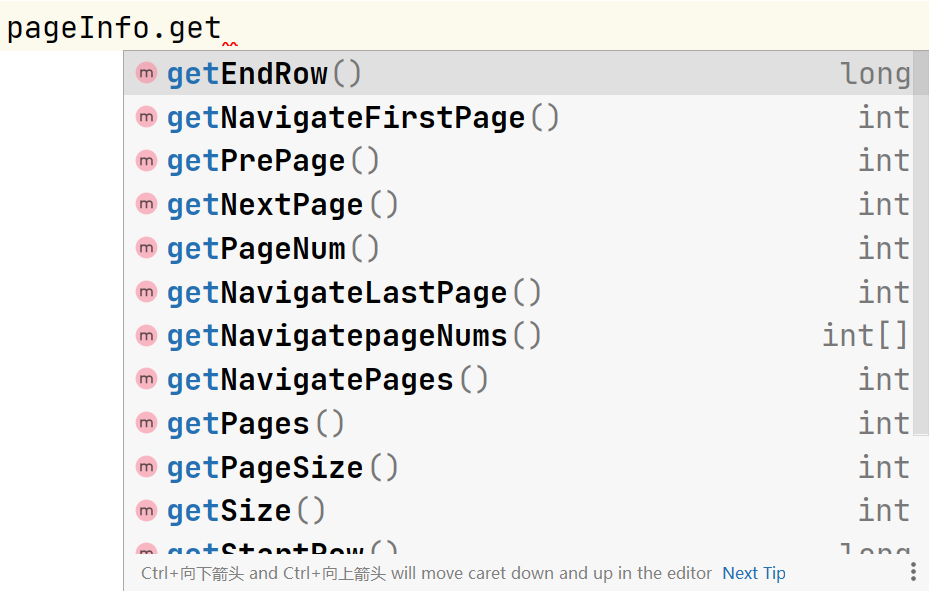 pageInfo.get
m getEndRow() long
m getNavigateFirstPage() int
m getPrePage() int
m getNextPage() int
m getPageNum() int
m getNavigateLastPage() int
m getNavigatepageNums() int[]
m getNavigatePages() int
m getPages() int
m getPageSize() int
m getSize() int
m getStartRow() long
Ctrl+向下箭头 and Ctrl+向上箭头 will move caret down and up in the editor Next Tip